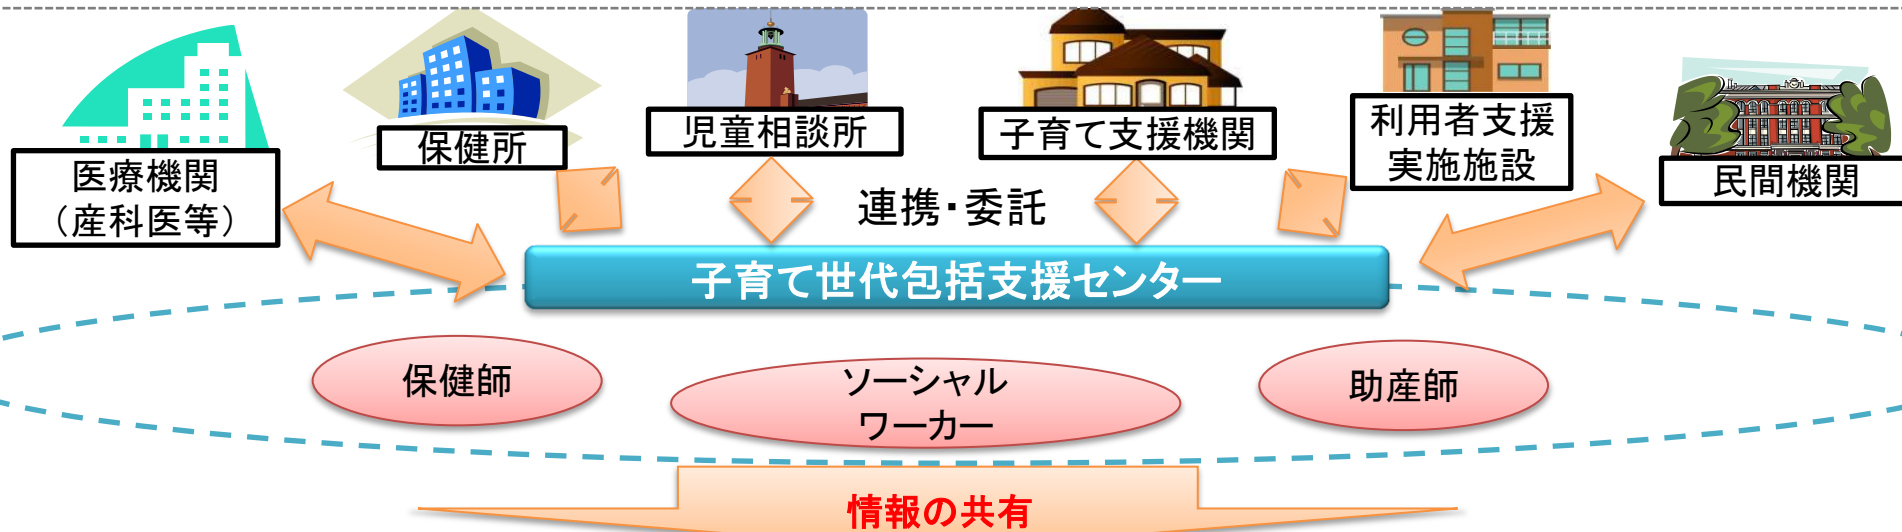 医療機関
（産科医等）
保健所
児童相談所
子育て支援機関
利用者支援
実施施設
民間機関
連携・委託
子育て世代包括支援センター
保健師
ソーシャル
ワーカー
助産師
情報の共有